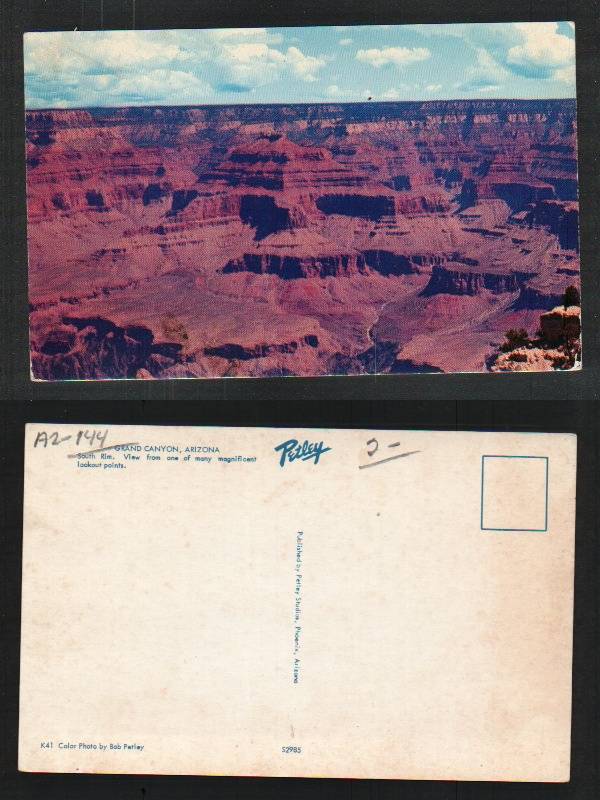 A2-144
GRAND CANYON, ARIZONA
South Rim. View from one of many magnificent
lookout points.
Petley
2-
Published by Petley Studios, Phoenix, Arizona
K41 Color Photo by Bob Petley
S2985